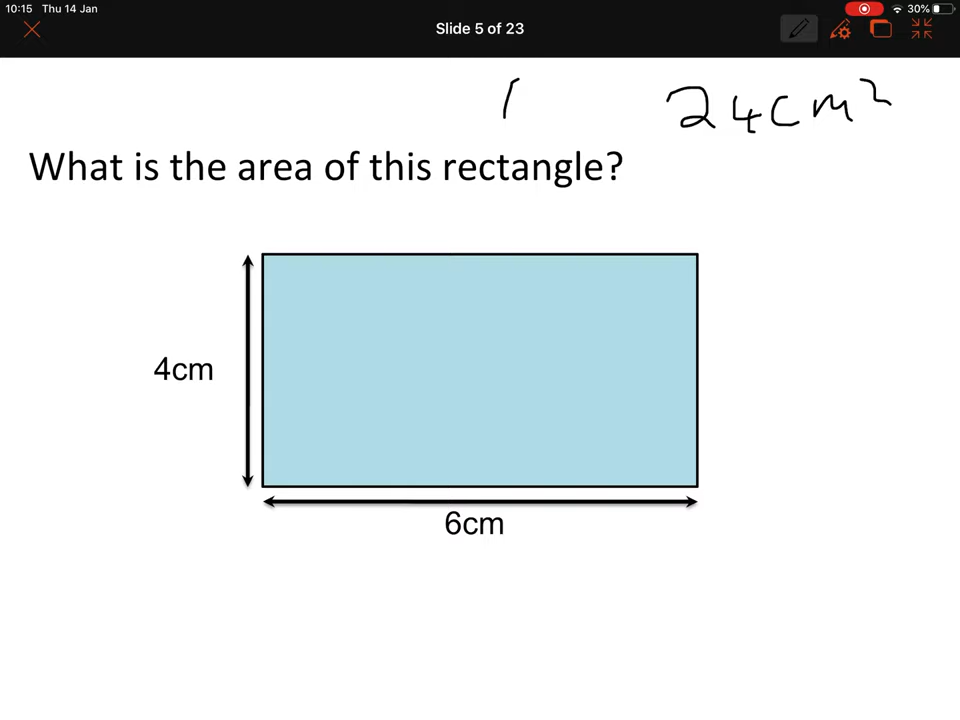 10:15 Thu 14 Jan 30%
Slide 5 of 23
24cm²
What is the area of this rectangle?
4cm
6cm